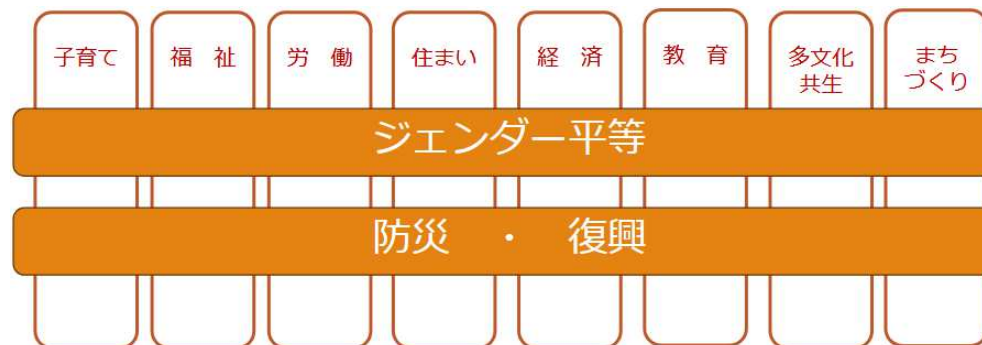 子育て
福　祉
労　働
住まい
経　済
教　育
多文化
共生
まち
づくり
ジェンダー平等
防災　・　復興